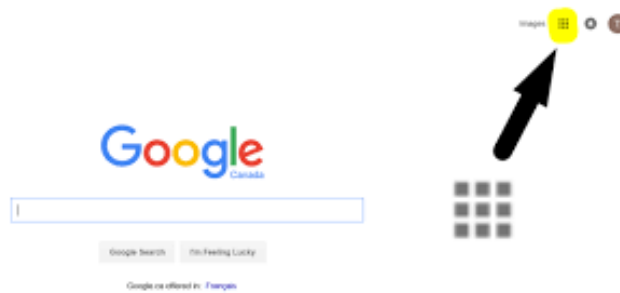 Images
T
Google
Canada
Google Search I'm Feeling Lucky
Google.ca offered in: Français